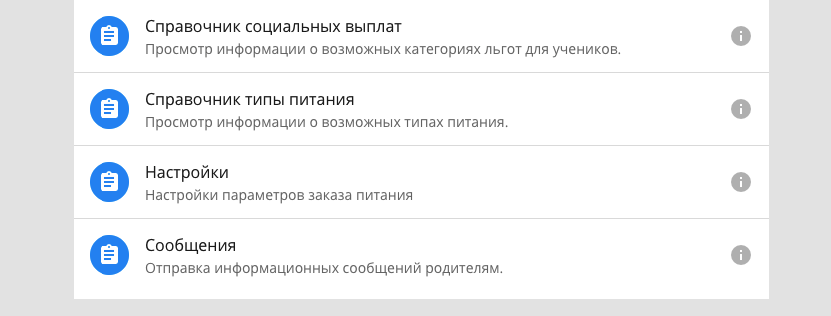 Справочник социальных выплат
Просмотр информации о возможных категориях льгот для учеников.
Справочник типы питания
Просмотр информации о возможных типах питания.
Настройки
Настройки параметров заказа питания
Сообщения
Отправка информационных сообщений родителям.